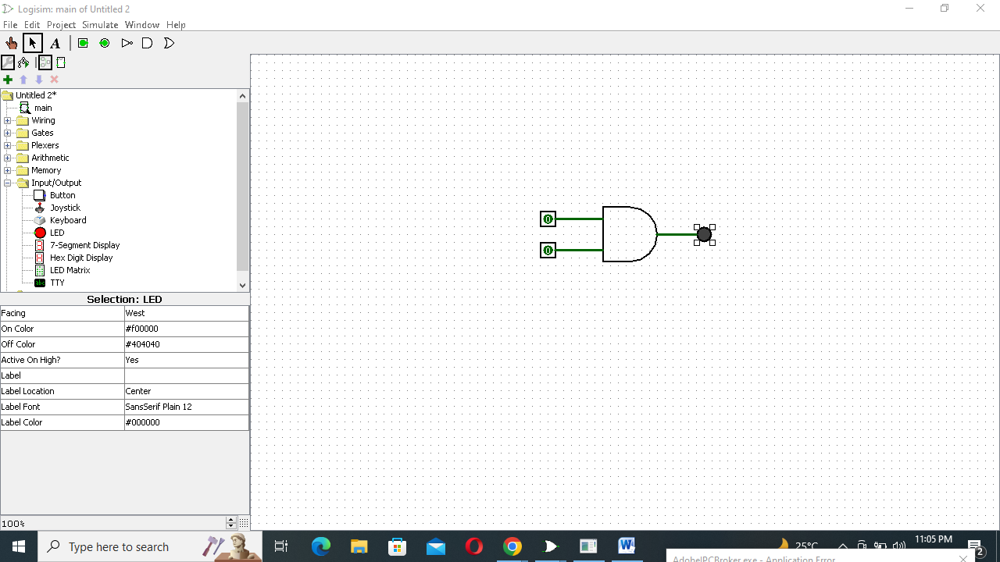 Logisim: main of Untitled 2
File Edit Project Simulate Window Help
A
Untitled 2*
main
Wiring
Gates
Plexers
Arithmetic
Memory
Input/Output
Button
Joystick
Keyboard
LED
7-Segment Display
Hex Digit Display
LED Matrix
TTY
Selection: LED
Facing West
On Color #f00000
Off Color #404040
Active On High? Yes
Label
Label Location Center
Label Font SansSerif Plain 12
Label Color #000000
100%
0
0
Type here to search
25°C
11:05 PM
2
AdobeIPCBroker.exe - Application Error